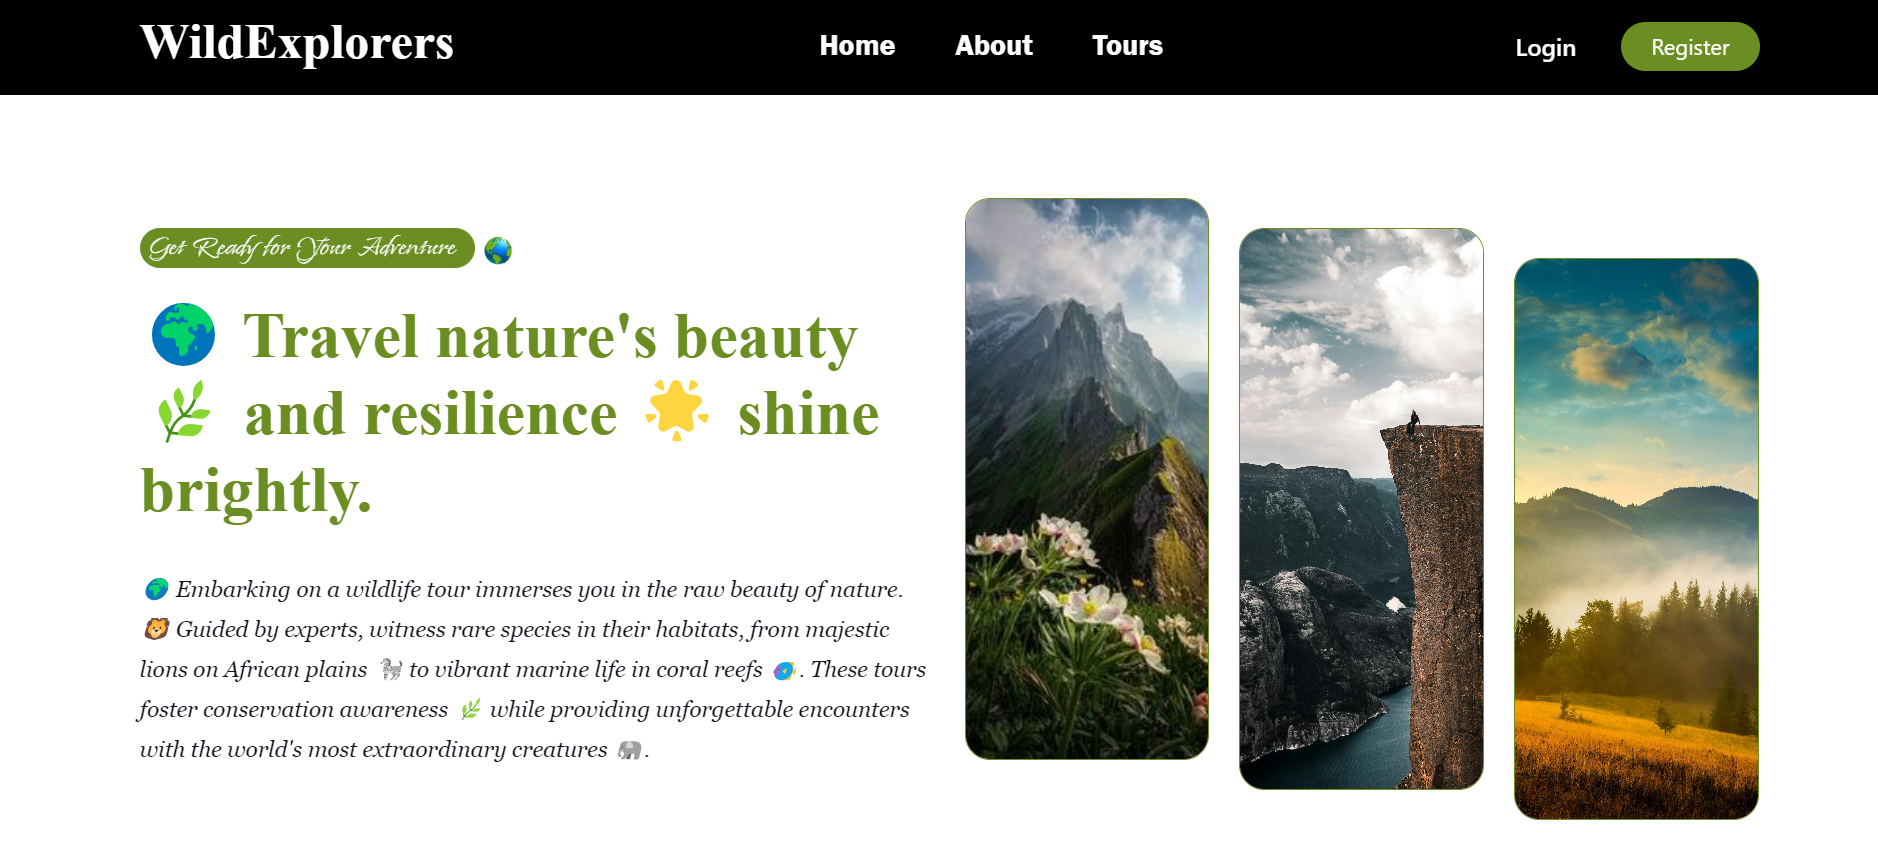 WildExplorers
Home About Tours
Login Register
Get Ready for Your Adventure 🌎
🌍 Travel nature's beauty
🌿 and resilience 🌟 shine
brightly.
🌍 Embarking on a wildlife tour immerses you in the raw beauty of nature.
🦁 Guided by experts, witness rare species in their habitats, from majestic
lions on African plains 🦓 to vibrant marine life in coral reefs 🐠. These tours
foster conservation awareness 🌿 while providing unforgettable encounters
with the world's most extraordinary creatures 🐘.